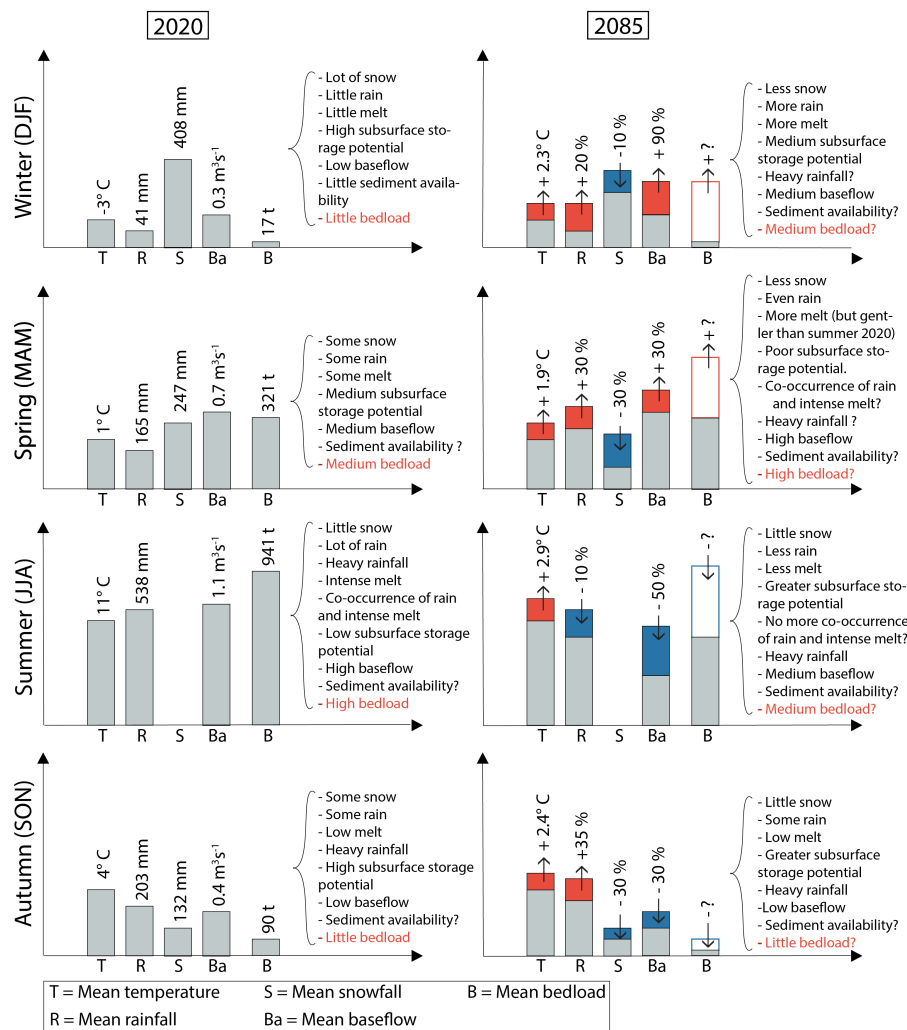 2020
2085
Winter (DJF)
-3° C
41 mm
408 mm
0.3 m³s⁻¹
17 t
T R S Ba B
- Lot of snow
- Little rain
- Little melt
- High subsurface sto-
rage potential
- Low baseflow
- Little sediment availa-
bility
- Little bedload
+ 2.3° C
+ 20 %
-10 %
+ 90 %
+ ?
T R S Ba B
- Less snow
- More rain
- More melt
- Medium subsurface
storage potential
- Heavy rainfall?
- Medium baseflow
- Sediment availability?
- Medium bedload?
Spring (MAM)
1° C
165 mm
247 mm
0.7 m³s⁻¹
321 t
T R S Ba B
- Some snow
- Some rain
- Some melt
- Medium subsurface
storage potential
- Medium baseflow
- Sediment availability ?
- Medium bedload
+ 1.9° C
+ 30 %
- 30 %
+ 30 %
+ ?
T R S Ba B
- Less snow
- Even rain
- More melt (but gent-
ler than summer 2020)
- Poor subsurface sto-
rage potential.
- Co-occurrence of rain
and intense melt?
- Heavy rainfall ?
- High baseflow
- Sediment availability?
- High bedload?
Summer (JJA)
11° C
538 mm
1.1 m³s⁻¹
941 t
T R S Ba B
- Little snow
- Lot of rain
- Heavy rainfall
- Intense melt
- Co-occurrence of rain
and intense melt
- Low subsurface storage
potential
- High baseflow
- Sediment availability?
- High bedload
+ 2.9° C
- 10 %
- 50 %
- ?
T R S Ba B
- Little snow
- Less rain
- Less melt
- Greater subsurface sto-
rage potential
- No more co-occurrence
of rain and intense melt?
- Heavy rainfall
- Medium baseflow
- Sediment availability?
- Medium bedload?
Autumn (SON)
4° C
203 mm
132 mm
0.4 m³s⁻¹
90 t
T R S Ba B
- Some snow
- Some rain
- Low melt
- Heavy rainfall
- High subsurface storage
potential
- Low baseflow
- Sediment availability?
- Little bedload
+ 2.4° C
+35 %
- 30 %
- 30 %
- ?
T R S Ba B
- Little snow
- Some rain
- Low melt
- Greater subsurface
storage potential
- Heavy rainfall
-Low baseflow
- Sediment availability?
- Little bedload?
T = Mean temperature S = Mean snowfall B = Mean bedload
R = Mean rainfall Ba = Mean baseflow